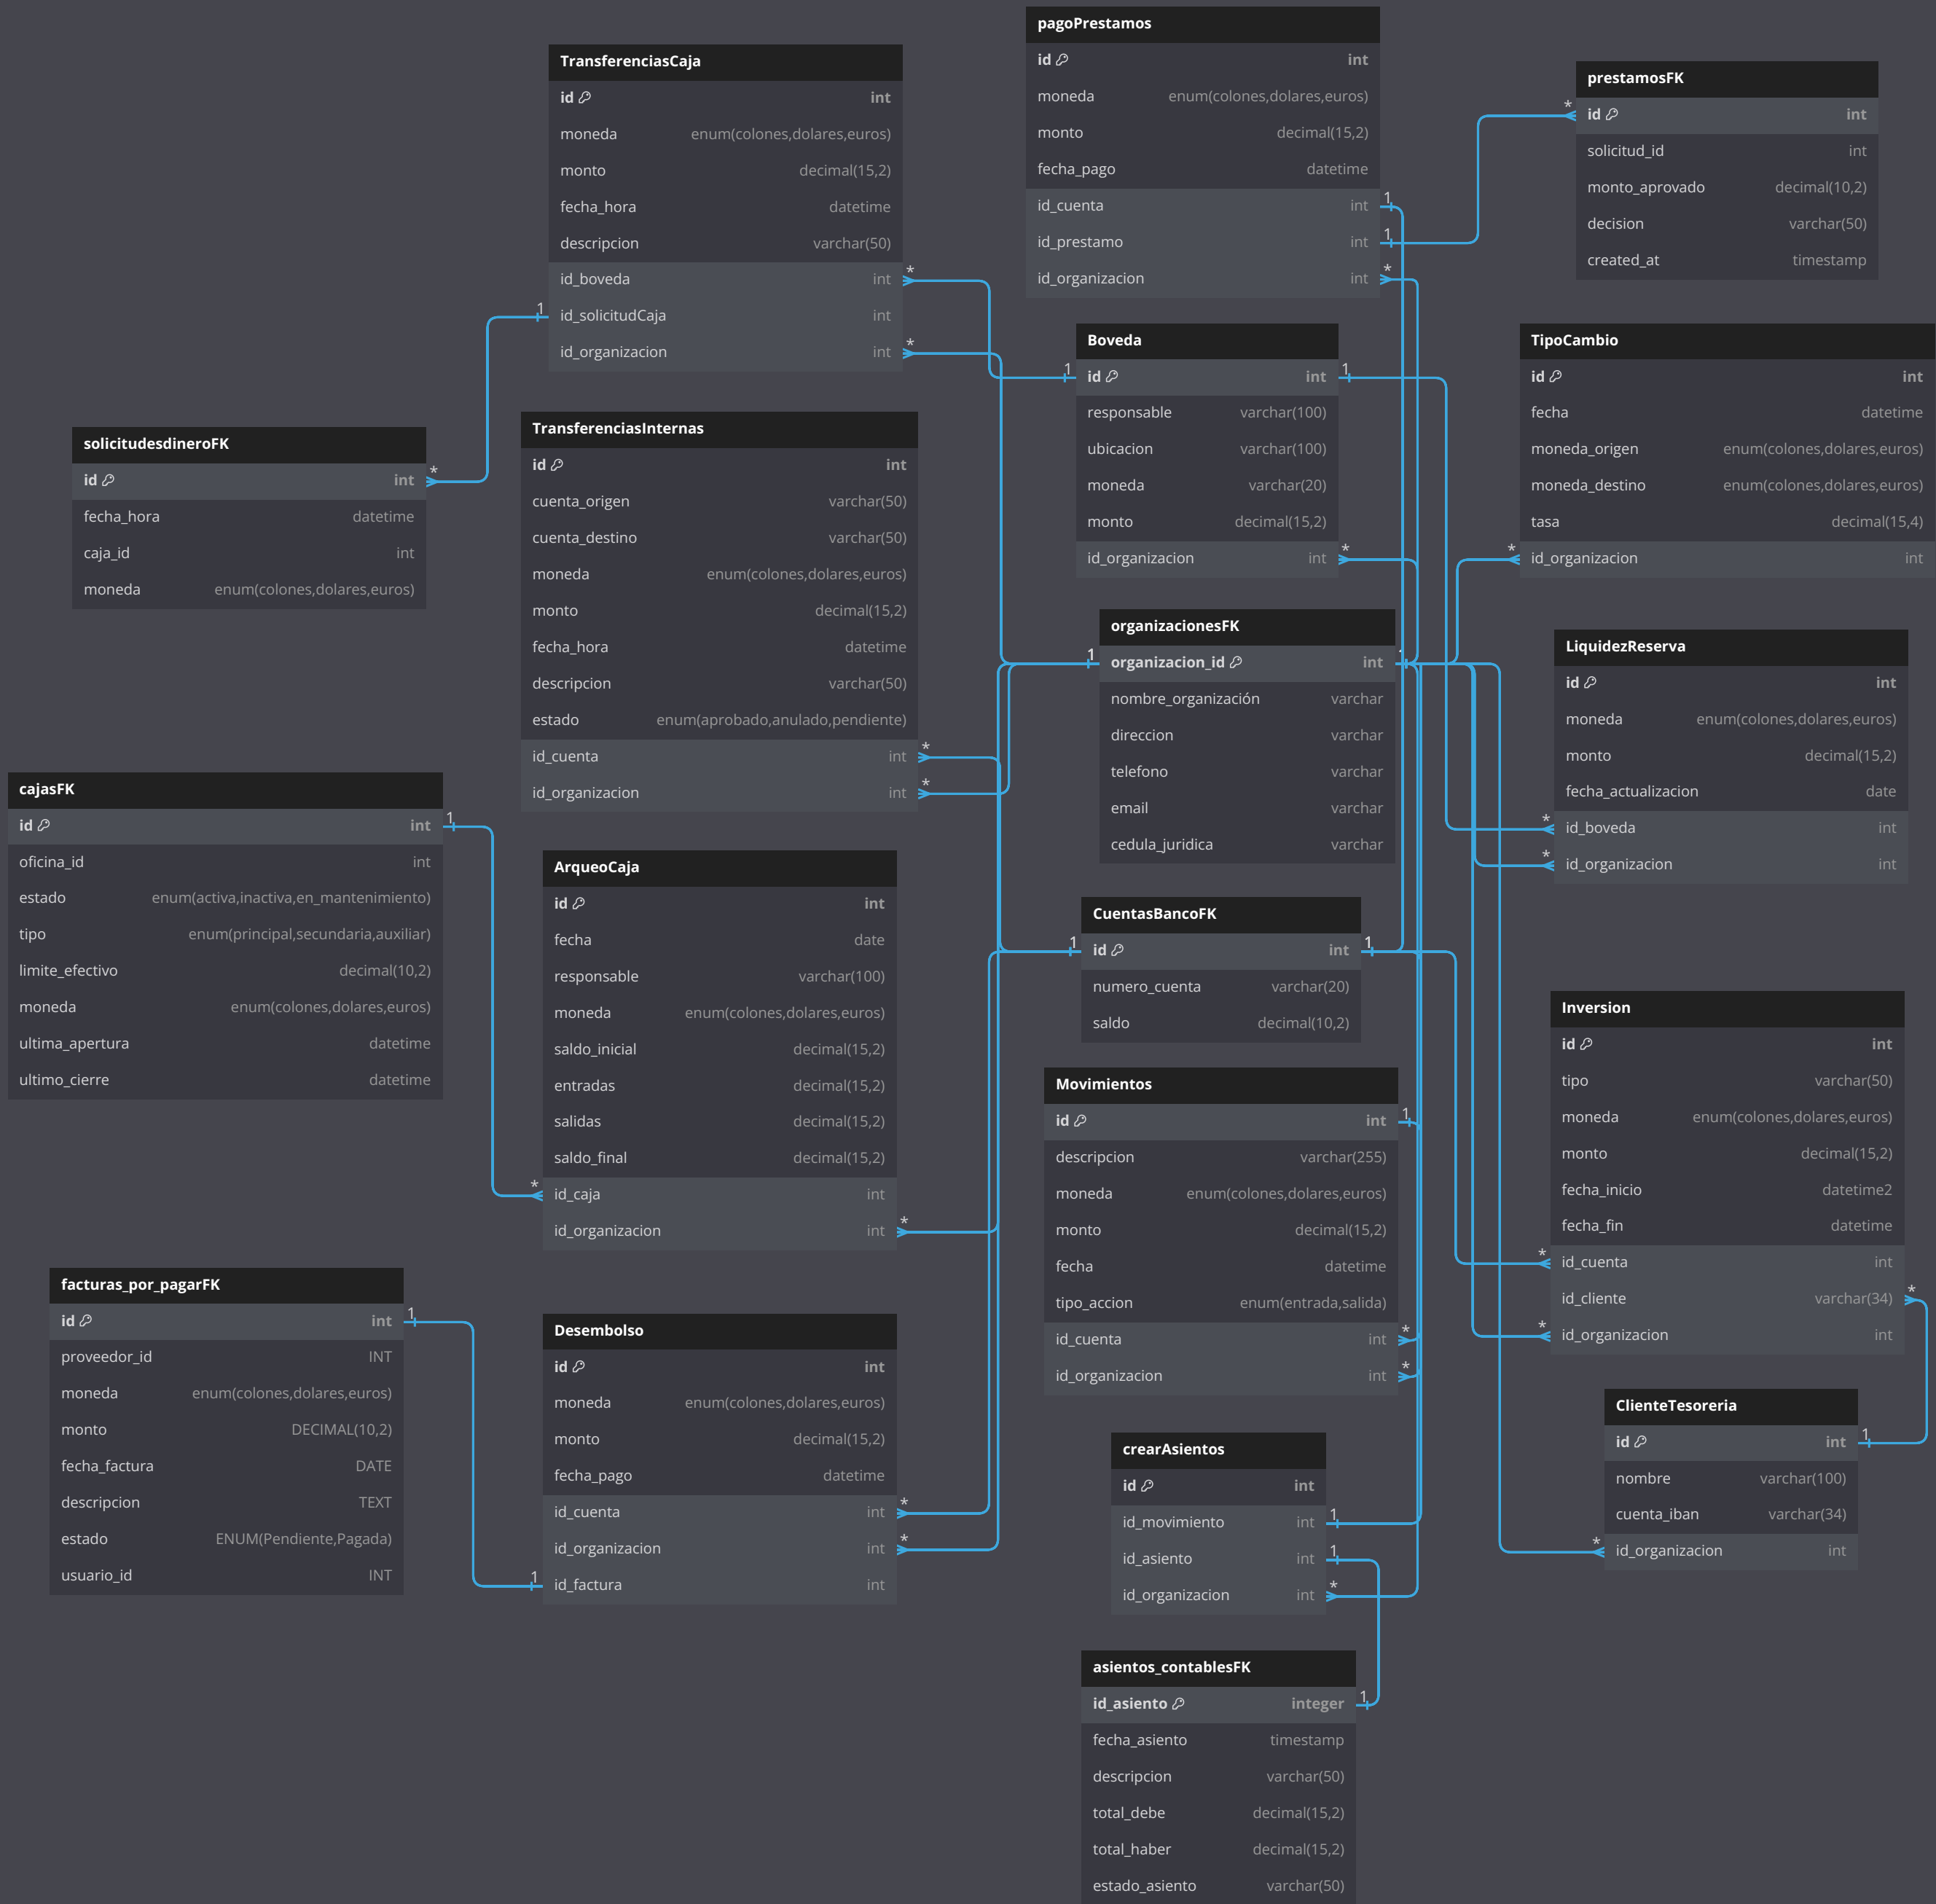 pagoPrestamos
id int
moneda enum(colones,dolares,euros)
monto decimal(15,2)
fecha_pago datetime
id_cuenta int 1
id_prestamo int 1
id_organizacion int *
TransferenciasCaja
id int
moneda enum(colones,dolares,euros)
monto decimal(15,2)
fecha_hora datetime
descripcion varchar(50)
id_boveda int *
1 id_solicitudCaja int
id_organizacion int *
prestamosFK
* id int
solicitud_id int
monto_aprovado decimal(10,2)
decision varchar(50)
created_at timestamp
Boveda
1 id int 1
responsable varchar(100)
ubicacion varchar(100)
moneda varchar(20)
monto decimal(15,2)
id_organizacion int *
TipoCambio
id int
fecha datetime
moneda_origen enum(colones,dolares,euros)
moneda_destino enum(colones,dolares,euros)
tasa decimal(15,4)
* id_organizacion int
solicitudesdineroFK
id int *
fecha_hora datetime
caja_id int
moneda enum(colones,dolares,euros)
TransferenciasInternas
id int
cuenta_origen varchar(50)
cuenta_destino varchar(50)
moneda enum(colones,dolares,euros)
monto decimal(15,2)
fecha_hora datetime
descripcion varchar(50)
estado enum(aprobado,anulado,pendiente)
id_cuenta int *
id_organizacion int *
organizacionesFK
1 organizacion_id int 1
nombre_organización varchar
direccion varchar
telefono varchar
email varchar
cedula_juridica varchar
LiquidezReserva
id int
moneda enum(colones,dolares,euros)
monto decimal(15,2)
fecha_actualizacion date
* id_boveda int
* id_organizacion int
cajasFK
id int 1
oficina_id int
estado enum(activa,inactiva,en_mantenimiento)
tipo enum(principal,secundaria,auxiliar)
limite_efectivo decimal(10,2)
moneda enum(colones,dolares,euros)
ultima_apertura datetime
ultimo_cierre datetime
ArqueoCaja
id int
fecha date
responsable varchar(100)
moneda enum(colones,dolares,euros)
saldo_inicial decimal(15,2)
entradas decimal(15,2)
salidas decimal(15,2)
saldo_final decimal(15,2)
* id_caja int
id_organizacion int *
CuentasBancoFK
1 id int 1
numero_cuenta varchar(20)
saldo decimal(10,2)
Inversion
id int
tipo varchar(50)
moneda enum(colones,dolares,euros)
monto decimal(15,2)
fecha_inicio datetime2
fecha_fin datetime
* id_cuenta int
id_cliente varchar(34) *
* id_organizacion int
Movimientos
id int 1
descripcion varchar(255)
moneda enum(colones,dolares,euros)
monto decimal(15,2)
fecha datetime
tipo_accion enum(entrada,salida)
id_cuenta int *
id_organizacion int *
facturas_por_pagarFK
id int 1
proveedor_id INT
moneda enum(colones,dolares,euros)
monto DECIMAL(10,2)
fecha_factura DATE
descripcion TEXT
estado ENUM(Pendiente,Pagada)
usuario_id INT
Desembolso
id int
moneda enum(colones,dolares,euros)
monto decimal(15,2)
fecha_pago datetime
id_cuenta int *
id_organizacion int *
1 id_factura int
ClienteTesoreria
id int 1
nombre varchar(100)
cuenta_iban varchar(34)
* id_organizacion int
crearAsientos
id int
id_movimiento int 1
id_asiento int 1
id_organizacion int *
asientos_contablesFK
id_asiento integer 1
fecha_asiento timestamp
descripcion varchar(50)
total_debe decimal(15,2)
total_haber decimal(15,2)
estado_asiento varchar(50)